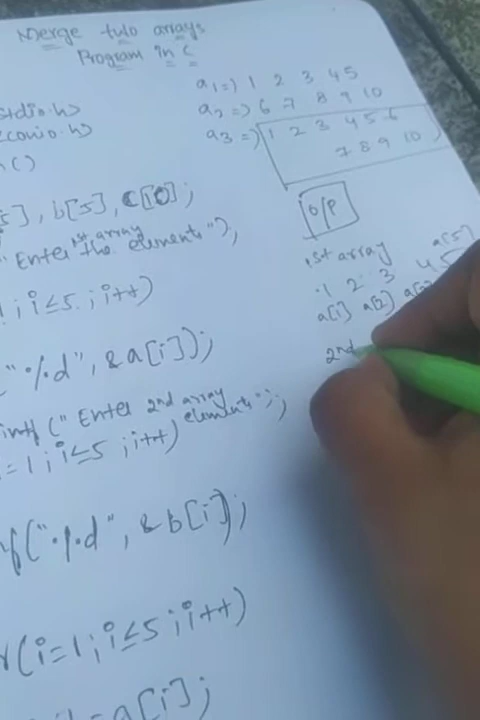 Merge two arrays
Program in C
stdio.h>
conio.h>
()
a1=) 1 2 3 4 5
a2=) 6 7 8 9 10
a3=) 1 2 3 4 5 6
7 8 9 10
], b[5], c[10];
"Enter the 1st array elements");
; i≤5; i++)
("%d", &a[i]);
intf (" Enter 2nd array elements");
=1; i≤5; i++)
f("%d", &b[i]);
r(i=1; i≤5; i++)
=a[i];
O/P
1st array
1 2 3 4 5
a[1] a[2] a[5]
2nd